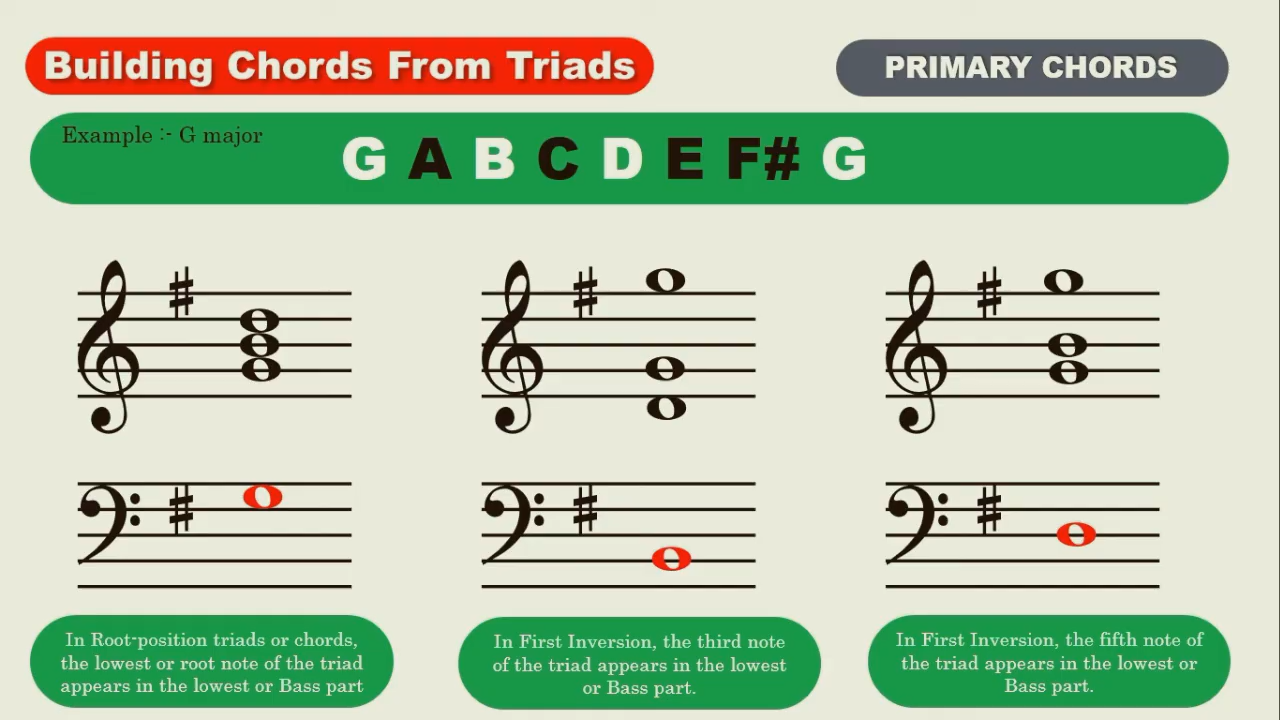 Building Chords From Triads
PRIMARY CHORDS
Example :- G major
G A B C D E F# G
In Root-position triads or chords,
the lowest or root note of the triad
appears in the lowest or Bass part
In First Inversion, the third note
of the triad appears in the lowest
or Bass part.
In First Inversion, the fifth note of
the triad appears in the lowest or
Bass part.